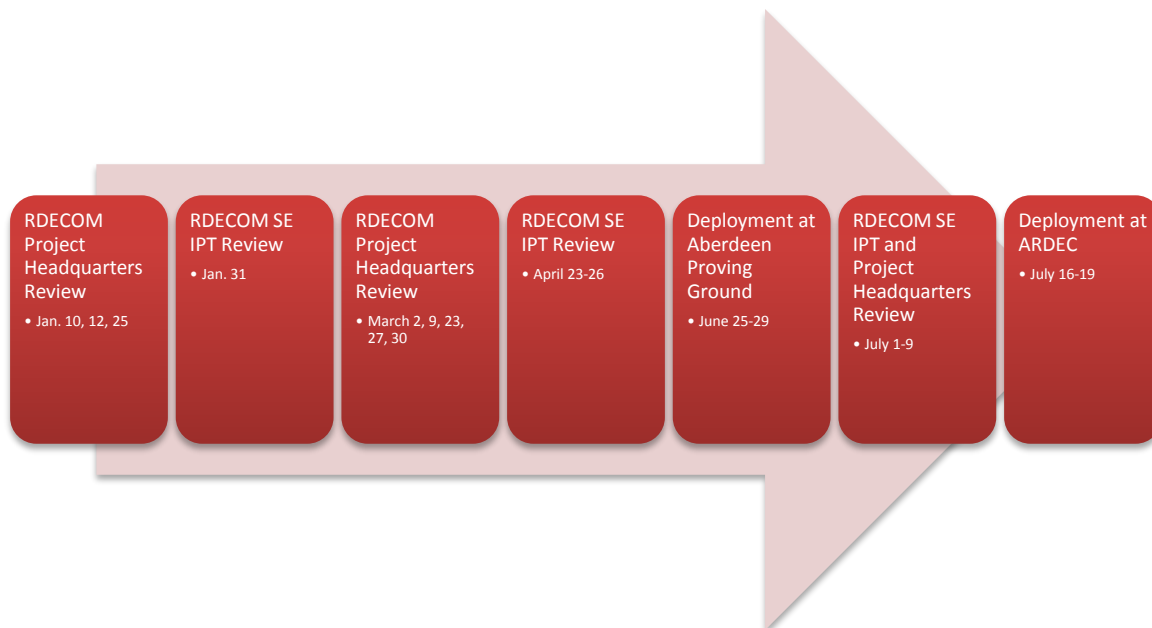 RDECOM
Project
Headquarters
Review
• Jan. 10, 12, 25
RDECOM SE
IPT Review
• Jan. 31
RDECOM
Project
Headquarters
Review
• March 2, 9, 23,
27, 30
RDECOM SE
IPT Review
• April 23-26
Deployment at
Aberdeen
Proving
Ground
• June 25-29
RDECOM SE
IPT and
Project
Headquarters
Review
• July 1-9
Deployment at
ARDEC
• July 16-19